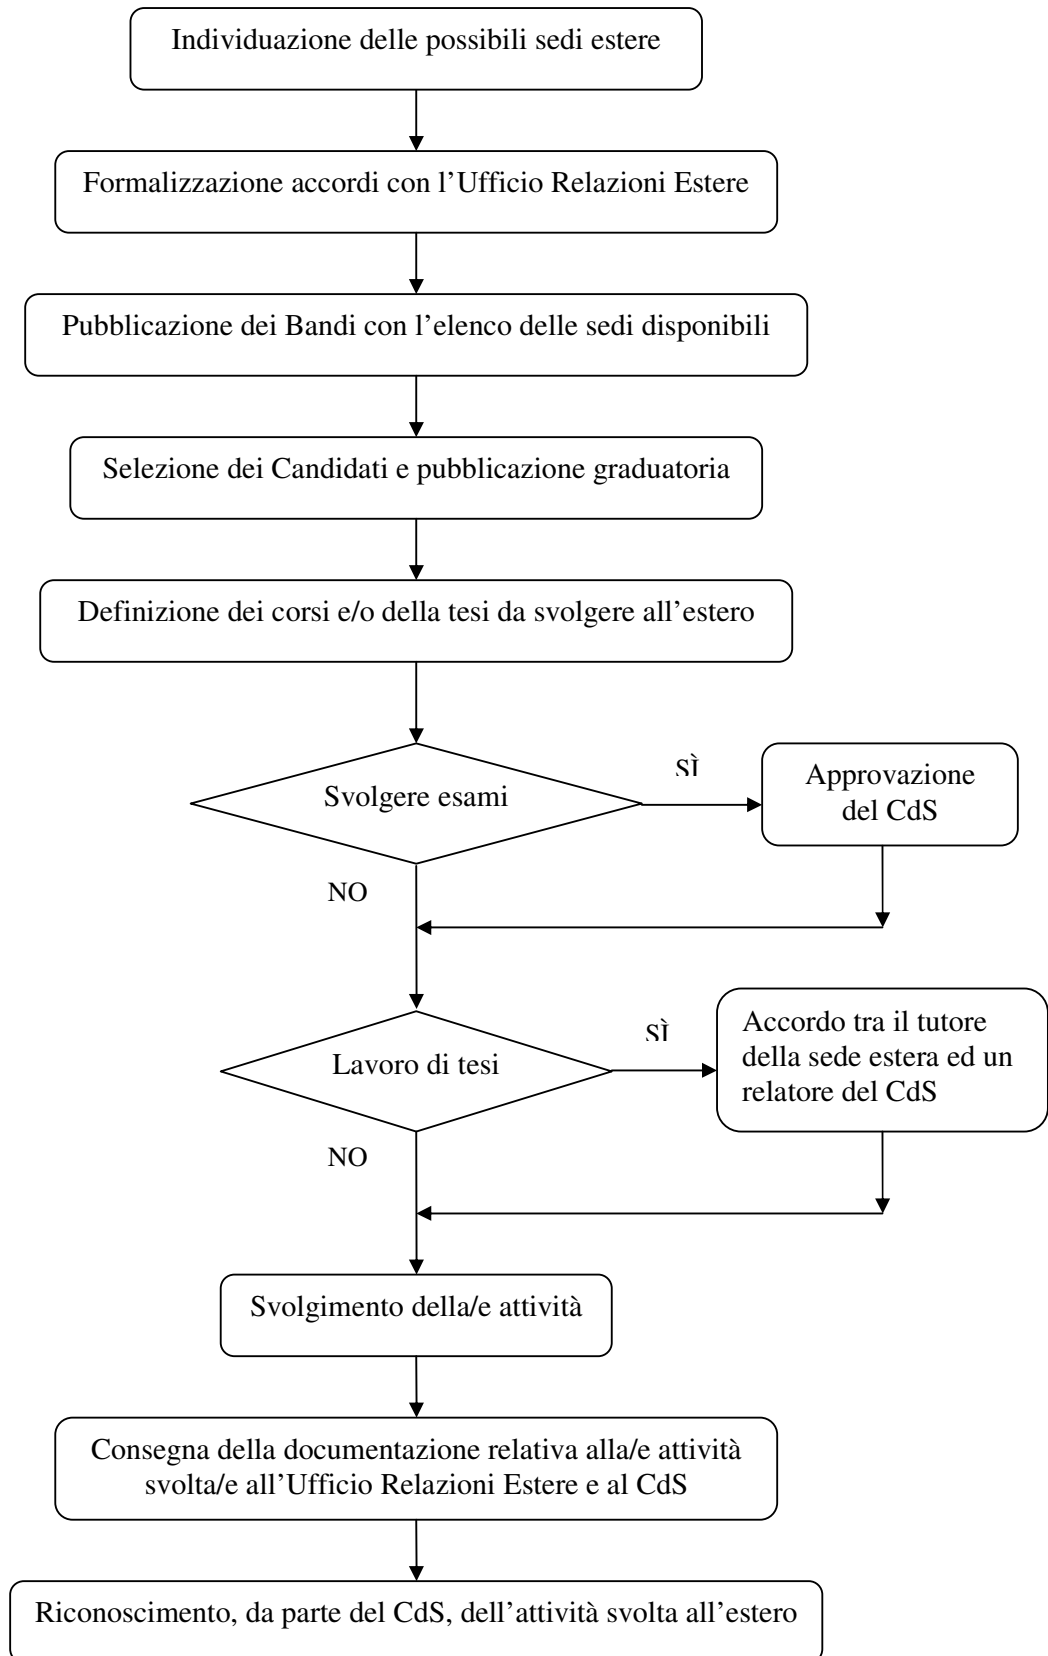 Individuazione delle possibili sedi estere
Formalizzazione accordi con l'Ufficio Relazioni Estere
Pubblicazione dei Bandi con l'elenco delle sedi disponibili
Selezione dei Candidati e pubblicazione graduatoria
Definizione dei corsi e/o della tesi da svolgere all'estero
Svolgere esami
SÌ
Approvazione
del CdS
NO
Lavoro di tesi
SÌ
Accordo tra il tutore
della sede estera ed un
relatore del CdS
NO
Svolgimento della/e attività
Consegna della documentazione relativa alla/e attività
svolta/e all'Ufficio Relazioni Estere e al CdS
Riconoscimento, da parte del CdS, dell'attività svolta all'estero